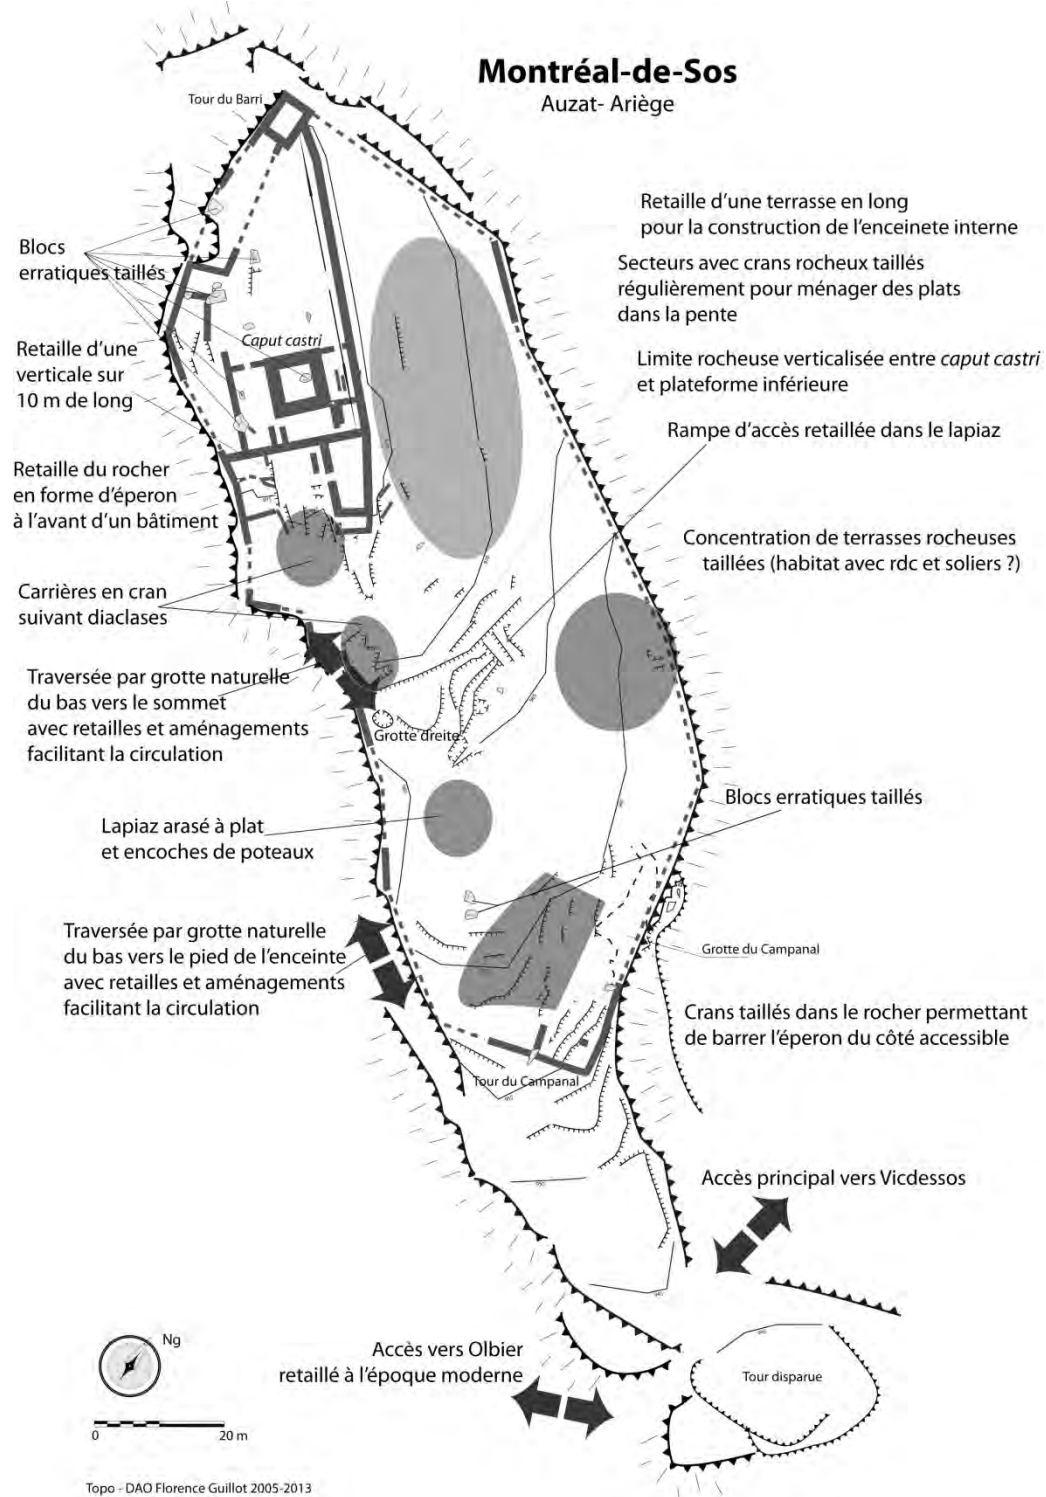 Montréal-de-Sos
Auzat- Ariège
Tour du Barri
Retaille d'une terrasse en long
pour la construction de l'enceinete interne
Blocs
erratiques taillés
Secteurs avec crans rocheux taillés
régulièrement pour ménager des plats
dans la pente
Caput castri
Retaille d'une
verticale sur
10 m de long
Limite rocheuse verticalisée entre caput castri
et plateforme inférieure
Rampe d'accès retaillée dans le lapiaz
Retaille du rocher
en forme d'éperon
à l'avant d'un bâtiment
Concentration de terrasses rocheuses
taillées (habitat avec rdc et soliers ?)
Carrières en cran
suivant diaclases
Traversée par grotte naturelle
du bas vers le sommet
avec retailles et aménagements
facilitant la circulation
Grotte dreite
Blocs erratiques taillés
Lapiaz arasé à plat
et encoches de poteaux
Traversée par grotte naturelle
du bas vers le pied de l'enceinte
avec retailles et aménagements
facilitant la circulation
Grotte du Campanal
Crans taillés dans le rocher permettant
de barrer l'éperon du côté accessible
Tour du Campanal
Accès principal vers Vicdessos
Accès vers Olbier
retaillé à l'époque moderne
Tour disparue
Ng
0 20 m
Topo - DAO Florence Guillot 2005-2013